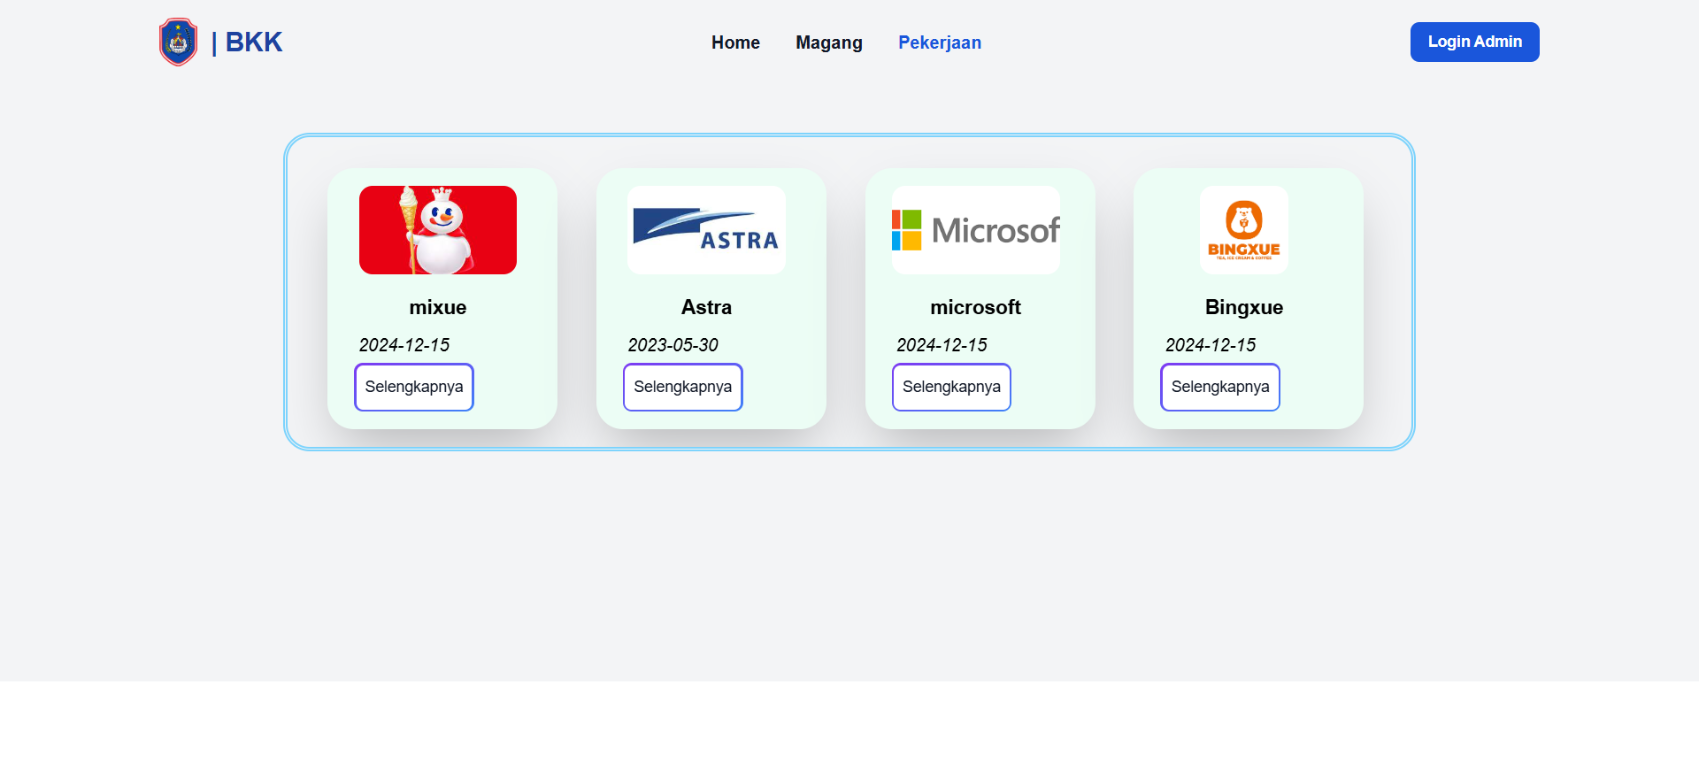 | BKK
Home Magang Pekerjaan
Login Admin
ASTRA
Microsof
BINGXUE
mixue
Astra
microsoft
Bingxue
2024-12-15
2023-05-30
2024-12-15
2024-12-15
Selengkapnya
Selengkapnya
Selengkapnya
Selengkapnya